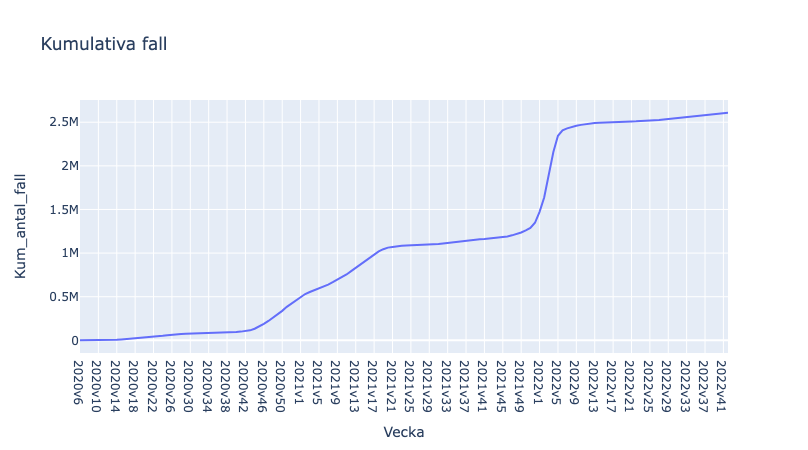 Kumulativa fall
Kum_antal_fall
2.5M
2M
1.5M
1M
0.5M
0
2020v6
2020v10
2020v14
2020v18
2020v22
2020v26
2020v30
2020v34
2020v38
2020v42
2020v46
2020v50
2021v1
2021v5
2021v9
2021v13
2021v17
2021v21
2021v25
2021v29
2021v33
2021v37
2021v41
2021v45
2021v49
2022v1
2022v5
2022v9
2022v13
2022v17
2022v21
2022v25
2022v29
2022v33
2022v37
2022v41
Vecka